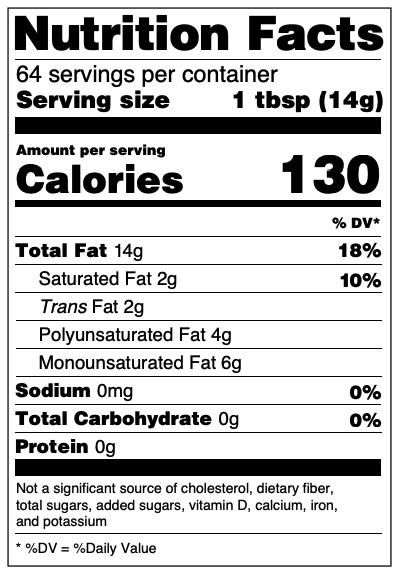 Nutrition Facts
64 servings per container
Serving size 1 tbsp (14g)
Amount per serving
Calories 130
% DV*
Total Fat 14g 18%
Saturated Fat 2g 10%
Trans Fat 2g
Polyunsaturated Fat 4g
Monounsaturated Fat 6g
Sodium 0mg 0%
Total Carbohydrate 0g 0%
Protein 0g
Not a significant source of cholesterol, dietary fiber,
total sugars, added sugars, vitamin D, calcium, iron,
and potassium
* %DV = %Daily Value